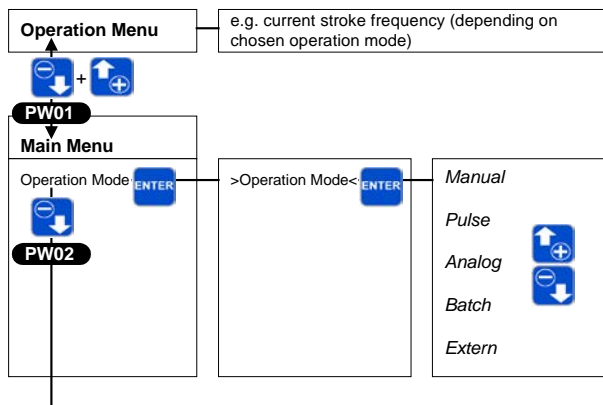 Operation Menu
e.g. current stroke frequency (depending on
chosen operation mode)
+
PW01
Main Menu
Operation Mode ENTER
>Operation Mode< ENTER
Manual
PW02
Pulse
Analog
Batch
Extern